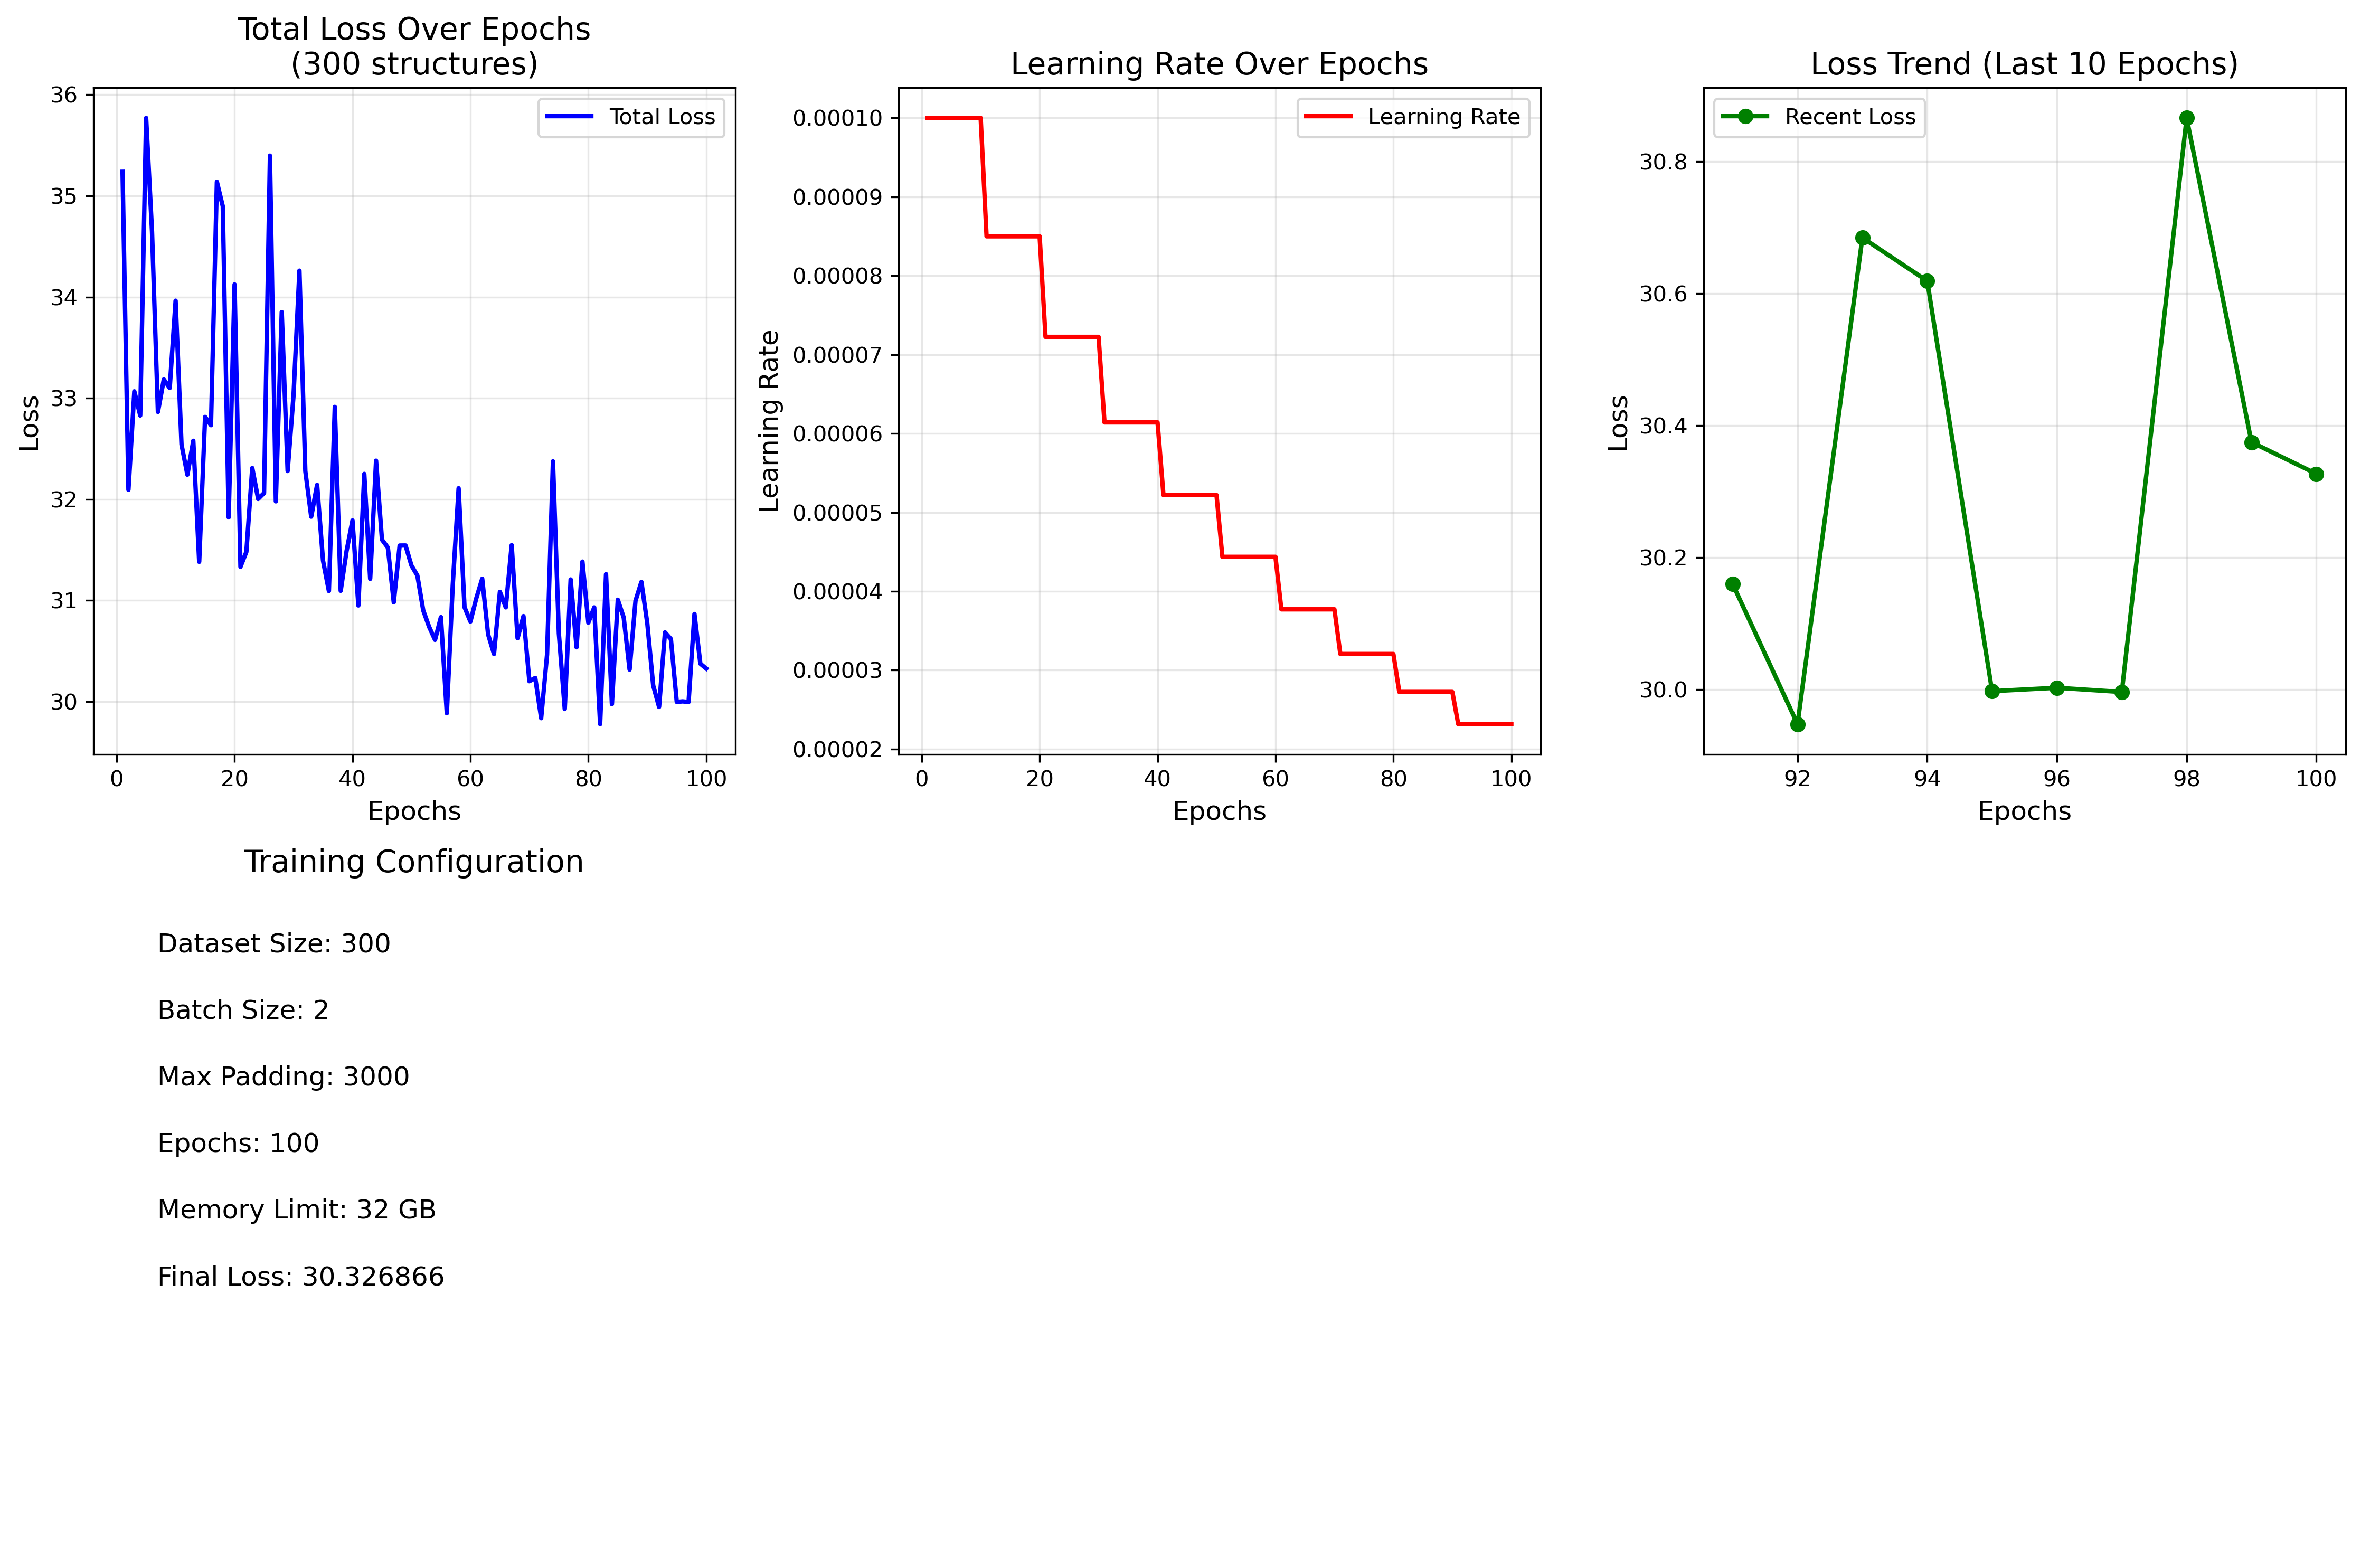 Total Loss Over Epochs
(300 structures)
Total Loss
36
35
34
33
32
31
30
Loss
0
20
40
60
80
100
Epochs
Learning Rate Over Epochs
Learning Rate
0.00010
0.00009
0.00008
0.00007
0.00006
0.00005
0.00004
0.00003
0.00002
Learning Rate
0
20
40
60
80
100
Epochs
Loss Trend (Last 10 Epochs)
Recent Loss
30.8
30.6
30.4
30.2
30.0
Loss
92
94
96
98
100
Epochs
Training Configuration
Dataset Size: 300
Batch Size: 2
Max Padding: 3000
Epochs: 100
Memory Limit: 32 GB
Final Loss: 30.326866